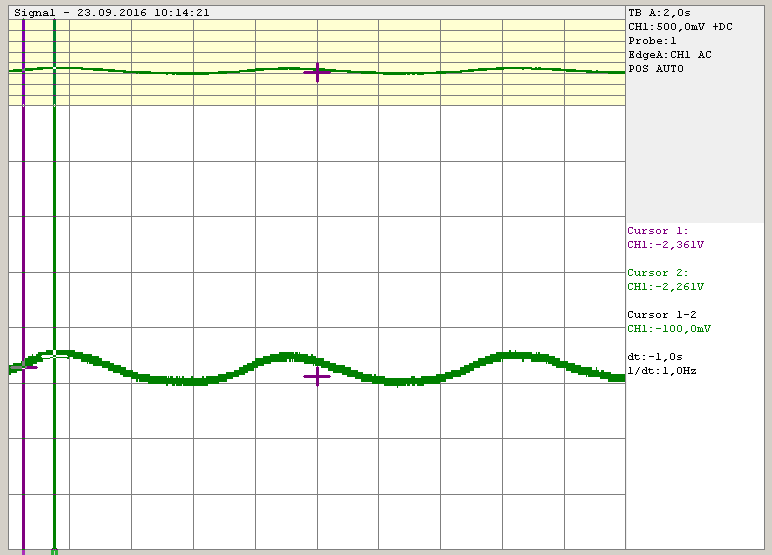 Signal - 23.09.2016 10:14:21
TB A:2,0s
CH1:500,0mV +DC
Probe:1
EdgeA:CH1 AC
POS AUTO
Cursor 1:
CH1:-2,361V
Cursor 2:
CH1:-2,261V
Cursor 1-2
CH1:-100,0mV
dt:-1,0s
1/dt:1,0Hz